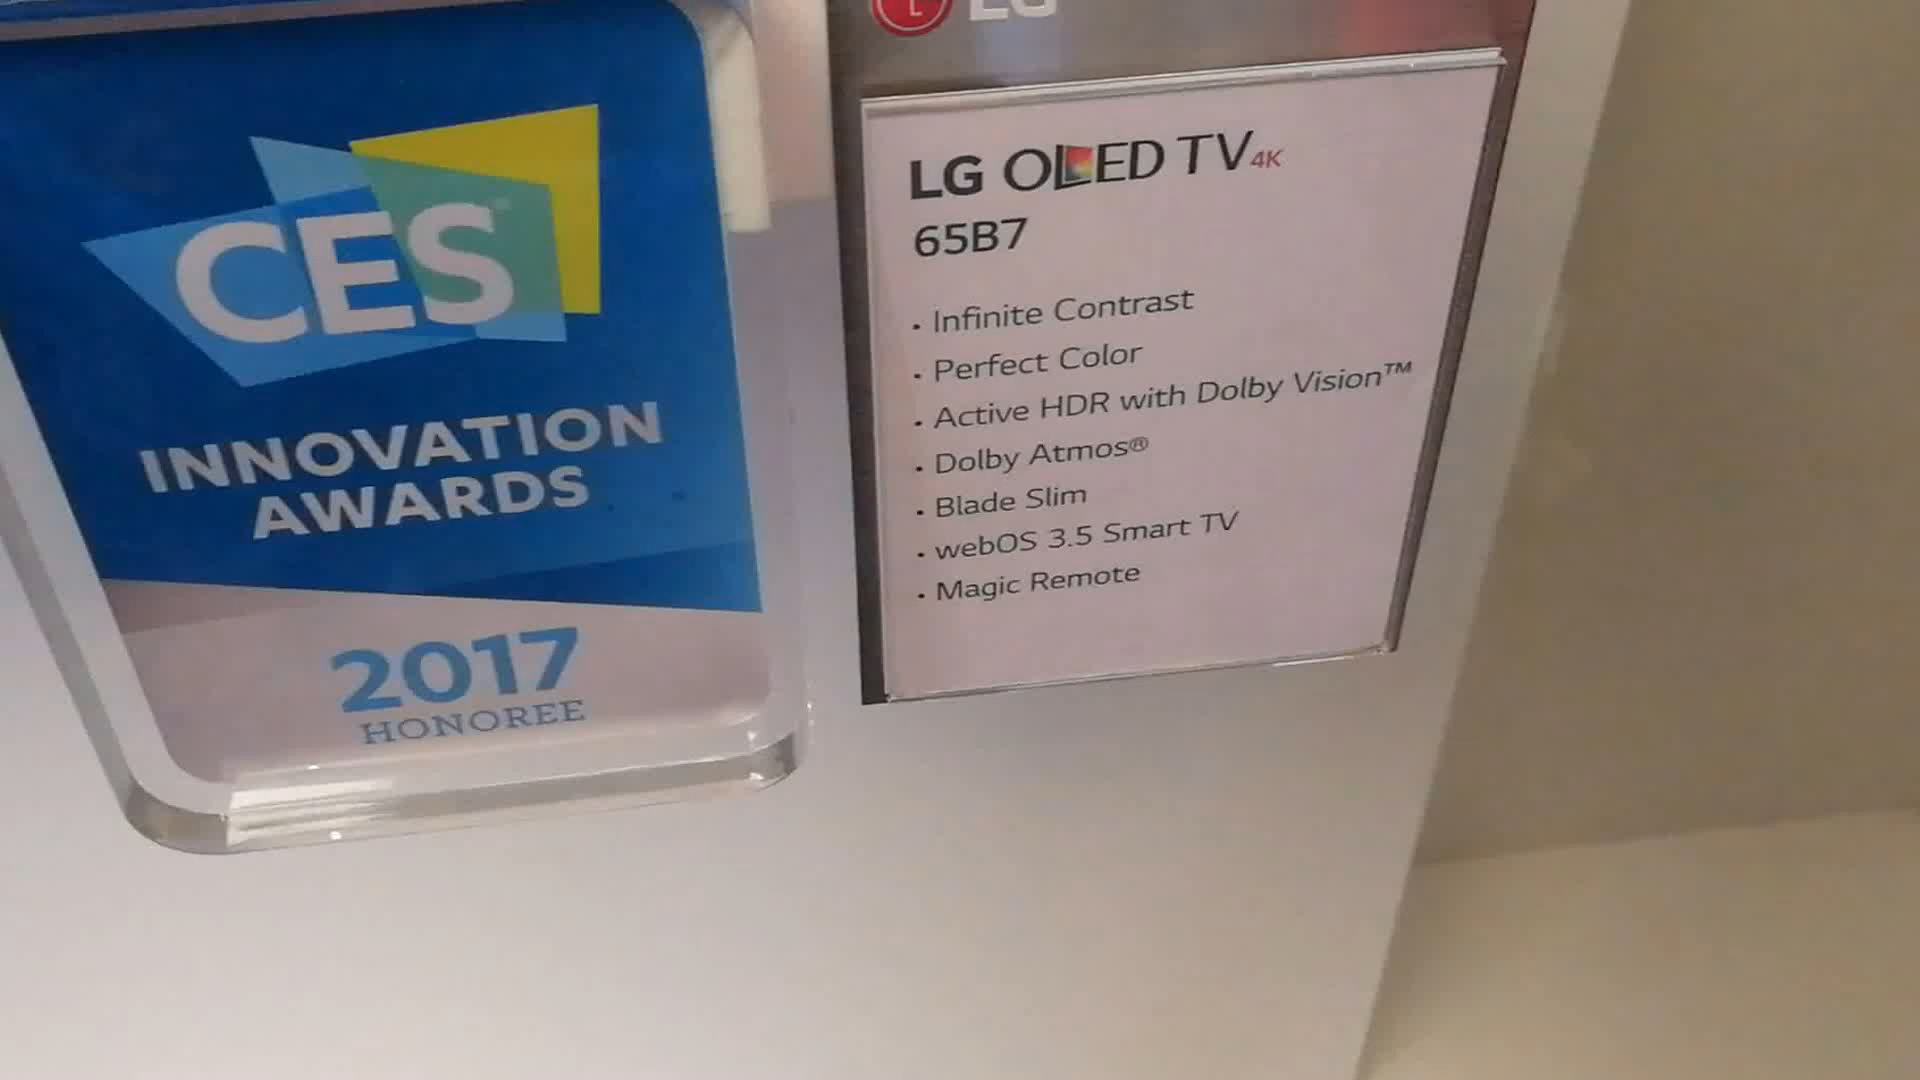 CES
INNOVATION
AWARDS
2017
HONOREE
LG
LG OLED TV 4K
65B7
• Infinite Contrast
• Perfect Color
• Active HDR with Dolby Vision™
• Dolby Atmos®
• Blade Slim
• webOS 3.5 Smart TV
• Magic Remote